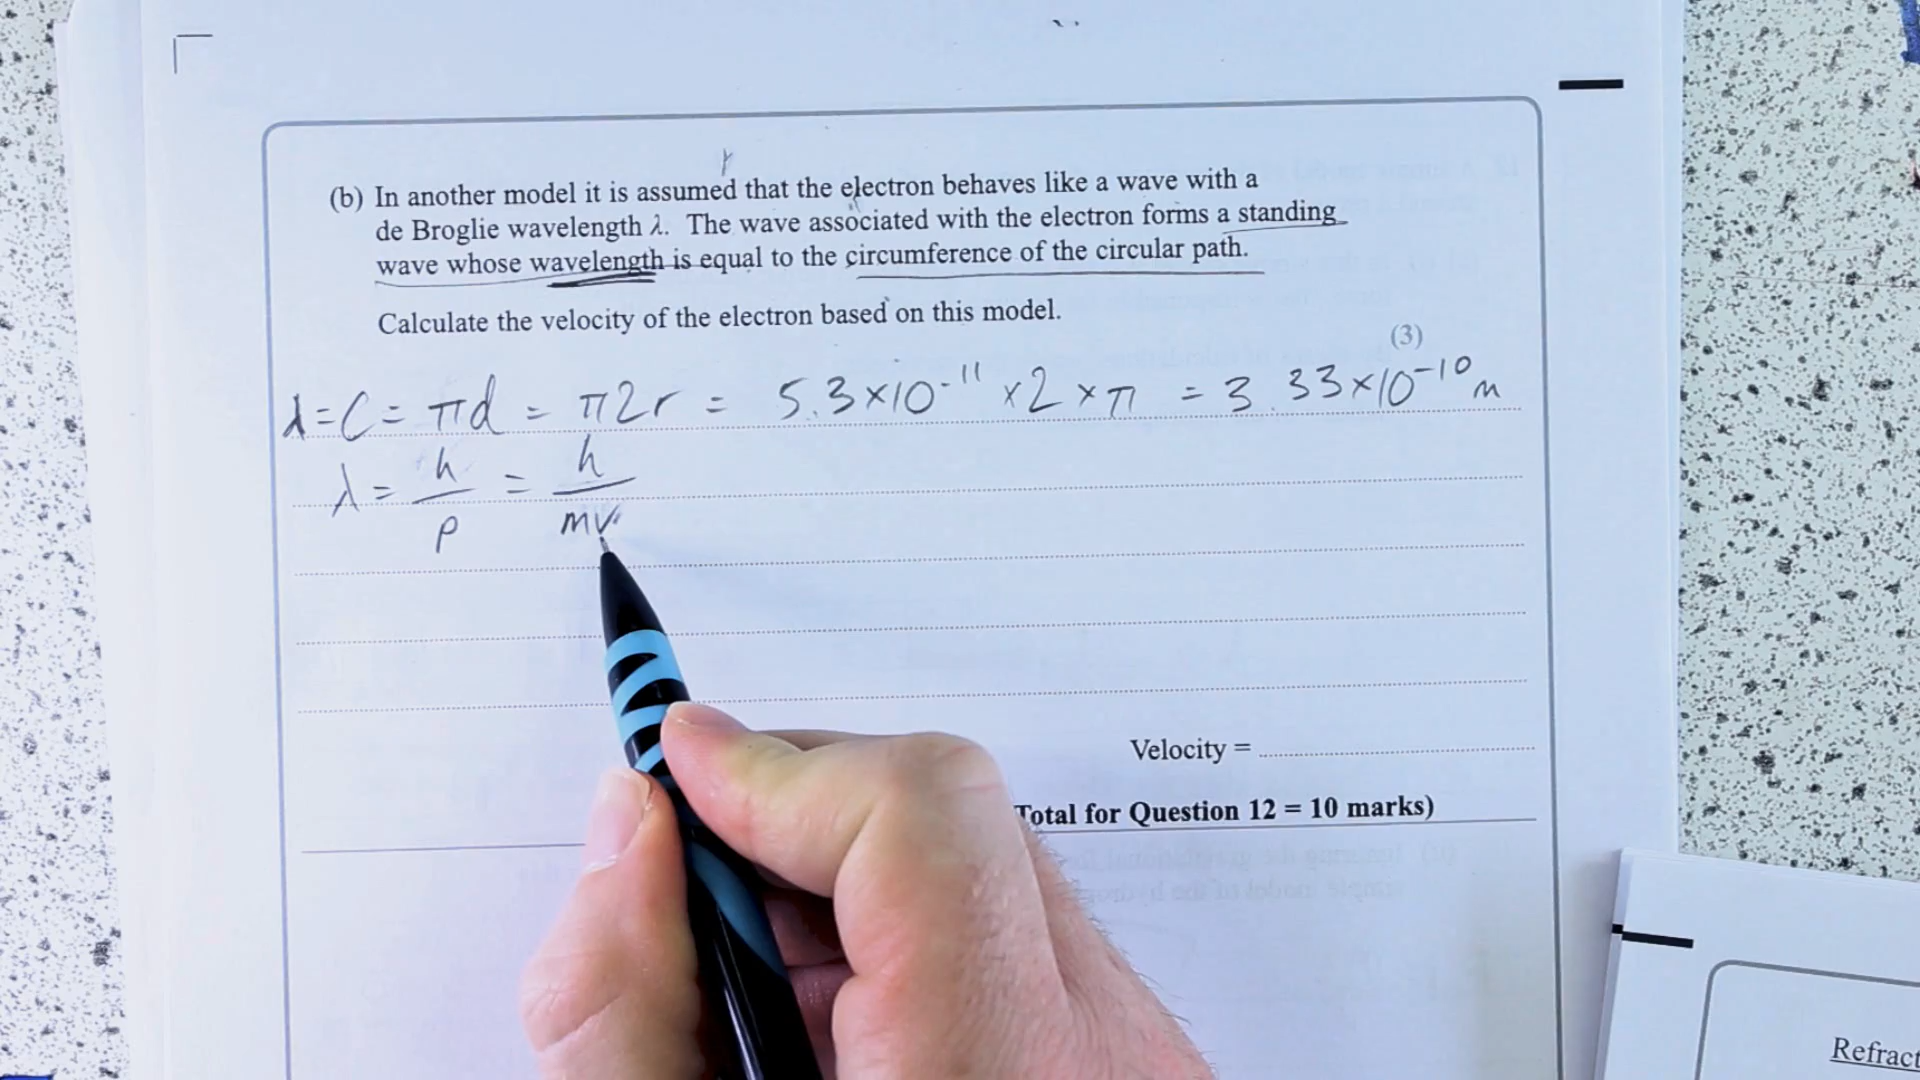 (b) In another model it is assumed that the electron behaves like a wave with a
de Broglie wavelength λ. The wave associated with the electron forms a standing
wave whose wavelength is equal to the circumference of the circular path.
Calculate the velocity of the electron based on this model.
(3)
λ = C = πd = π2r = 5.3×10⁻¹¹ ×2 ×π = 3.33×10⁻¹⁰ m
λ = h/p = h/mv
Velocity =
Total for Question 12 = 10 marks)
Refract